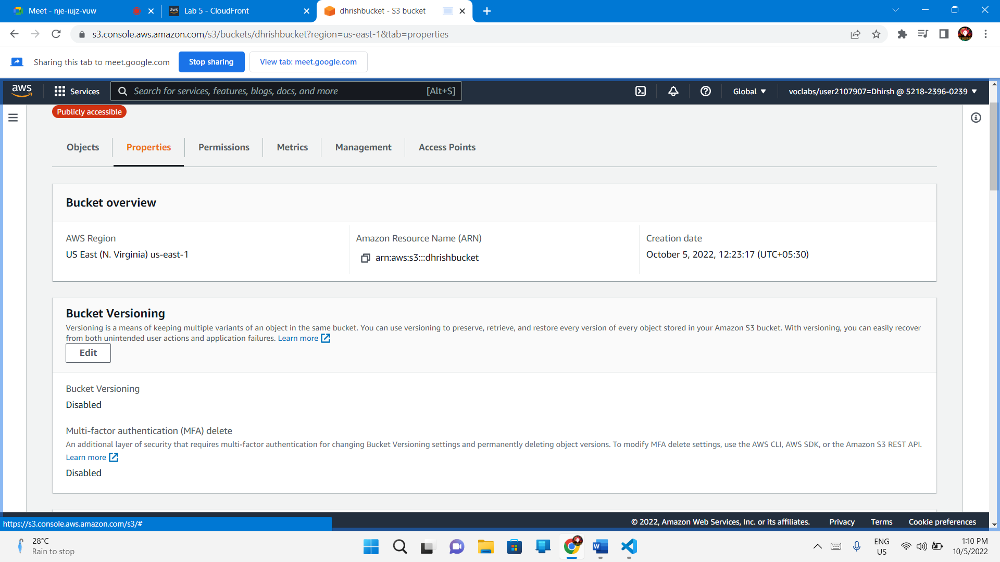 Meet - nje-iujz-vuw
Lab 5 - CloudFront
dhrishbucket - S3 bucket
s3.console.aws.amazon.com/s3/buckets/dhrishbucket?region=us-east-1&tab=properties
Sharing this tab to meet.google.com
Stop sharing
View tab: meet.google.com
aws
Services
Search for services, features, blogs, docs, and more
[Alt+S]
Global
voclabs/user2107907=Dhirsh @ 5218-2396-0239
Publicly accessible
Objects
Properties
Permissions
Metrics
Management
Access Points
Bucket overview
AWS Region
US East (N. Virginia) us-east-1
Amazon Resource Name (ARN)
arn:aws:s3:::dhrishbucket
Creation date
October 5, 2022, 12:23:17 (UTC+05:30)
Bucket Versioning
Versioning is a means of keeping multiple variants of an object in the same bucket. You can use versioning to preserve, retrieve, and restore every version of every object stored in your Amazon S3 bucket. With versioning, you can easily recover
from both unintended user actions and application failures. Learn more
Edit
Bucket Versioning
Disabled
Multi-factor authentication (MFA) delete
An additional layer of security that requires multi-factor authentication for changing Bucket Versioning settings and permanently deleting object versions. To modify MFA delete settings, use the AWS CLI, AWS SDK, or the Amazon S3 REST API.
Learn more
Disabled
https://s3.console.aws.amazon.com/s3/#
© 2022, Amazon Web Services, Inc. or its affiliates.
Privacy
Terms
Cookie preferences
28°C
Rain to stop
ENG
US
1:10 PM
10/5/2022